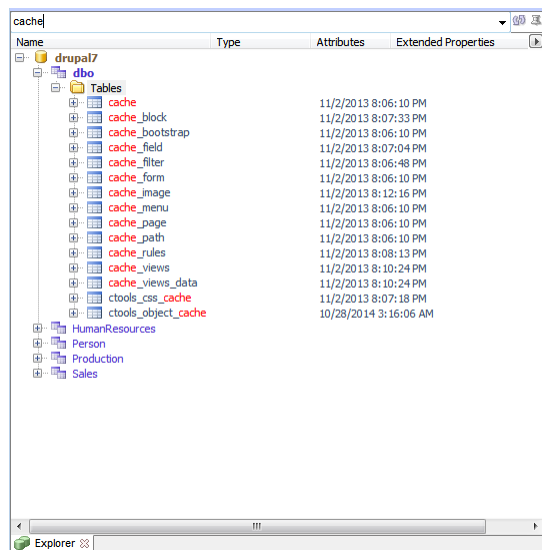 cache
Name Type Attributes Extended Properties
drupal7
dbo
Tables
cache 11/2/2013 8:06:10 PM
cache_block 11/2/2013 8:07:33 PM
cache_bootstrap 11/2/2013 8:06:10 PM
cache_field 11/2/2013 8:07:04 PM
cache_filter 11/2/2013 8:06:48 PM
cache_form 11/2/2013 8:06:10 PM
cache_image 11/2/2013 8:12:16 PM
cache_menu 11/2/2013 8:06:10 PM
cache_page 11/2/2013 8:06:10 PM
cache_path 11/2/2013 8:06:10 PM
cache_rules 11/2/2013 8:08:13 PM
cache_views 11/2/2013 8:10:24 PM
cache_views_data 11/2/2013 8:10:24 PM
ctools_css_cache 11/2/2013 8:07:18 PM
ctools_object_cache 10/28/2014 3:16:06 AM
HumanResources
Person
Production
Sales
Explorer